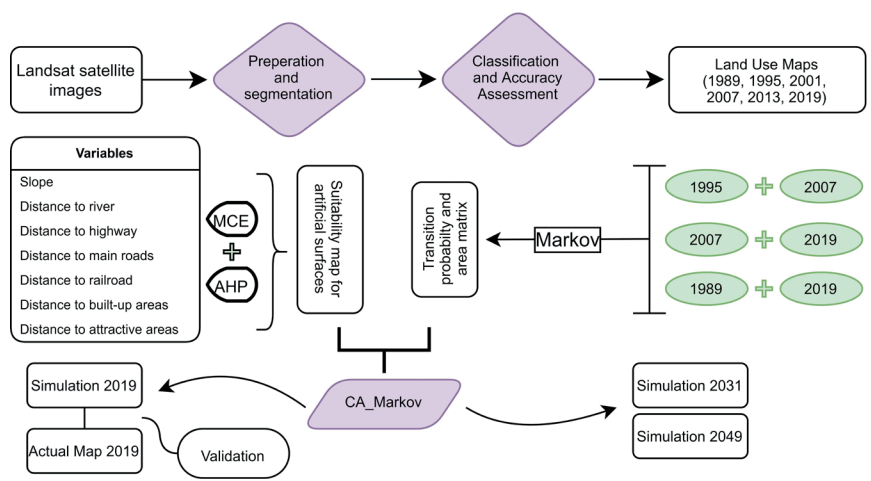 Landsat satellite
images
Preperation
and
segmentation
Classification
and Accuracy
Assessment
Land Use Maps
(1989, 1995, 2001,
2007, 2013, 2019)
Variables
Slope
Distance to river
Distance to highway
Distance to main roads
Distance to railroad
Distance to built-up areas
Distance to attractive areas
MCE
+
AHP
Suitability map for
artificial surfaces
Transition
probabilty and
area matrix
Markov
1995 + 2007
2007 + 2019
1989 + 2019
CA_Markov
Simulation 2019
Actual Map 2019
Validation
Simulation 2031
Simulation 2049